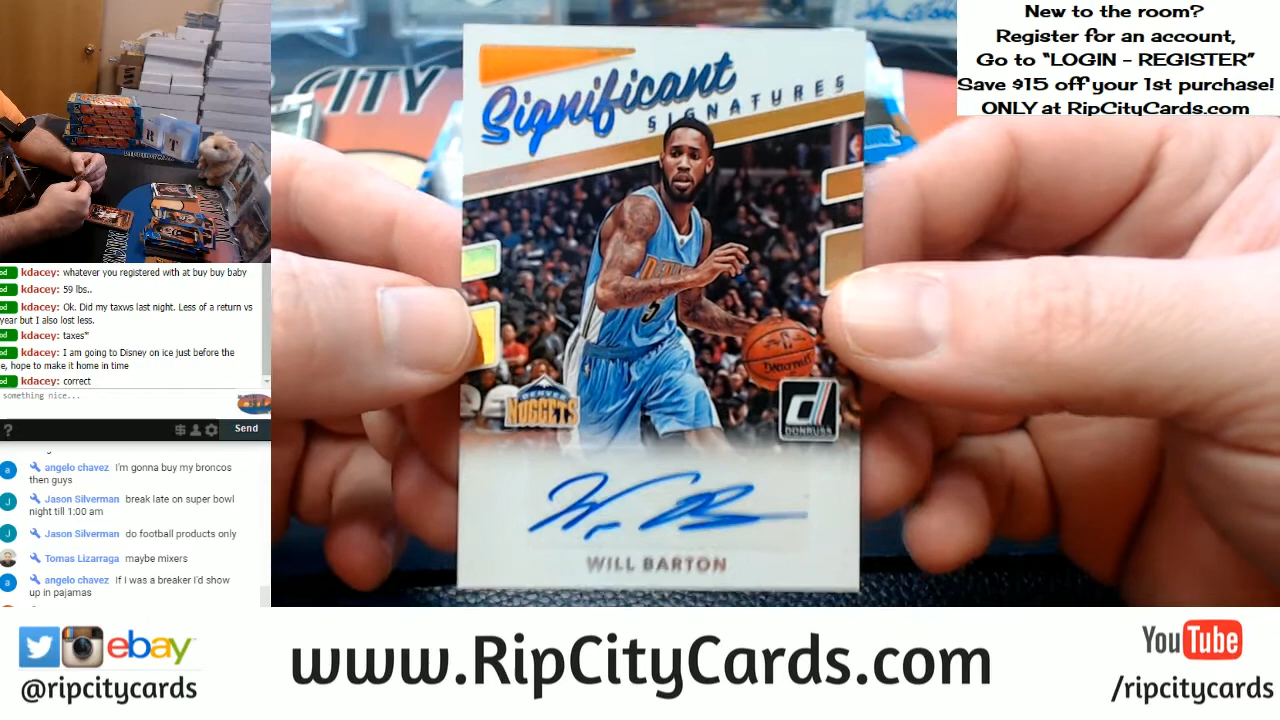 New to the room?
Register for an account,
Go to “LOGIN - REGISTER”
Save $15 off your 1st purchase!
ONLY at RipCityCards.com
CITY
Significant
SIGNATURES
DENVER
NUGGETS
5
DONRUSS
WILL BARTON
kdacey: whatever you registered with at buy buy baby
kdacey: 59 lbs..
kdacey: Ok. Did my taxws last night. Less of a return vs
year but I also lost less.
kdacey: taxes*
kdacey: I am going to Disney on ice just before the
e, hope to make it home in time
kdacey: correct
something nice...
?
Send
a
angelo chavez I'm gonna buy my broncos
then guys
J
Jason Silverman break late on super bowl
night till 1:00 am
J
Jason Silverman do football products only
Tomas Lizarraga maybe mixers
a
angelo chavez If I was a breaker I'd show
up in pajamas
ebay
@ripcitycards
www.RipCityCards.com
YouTube
/ripcitycards